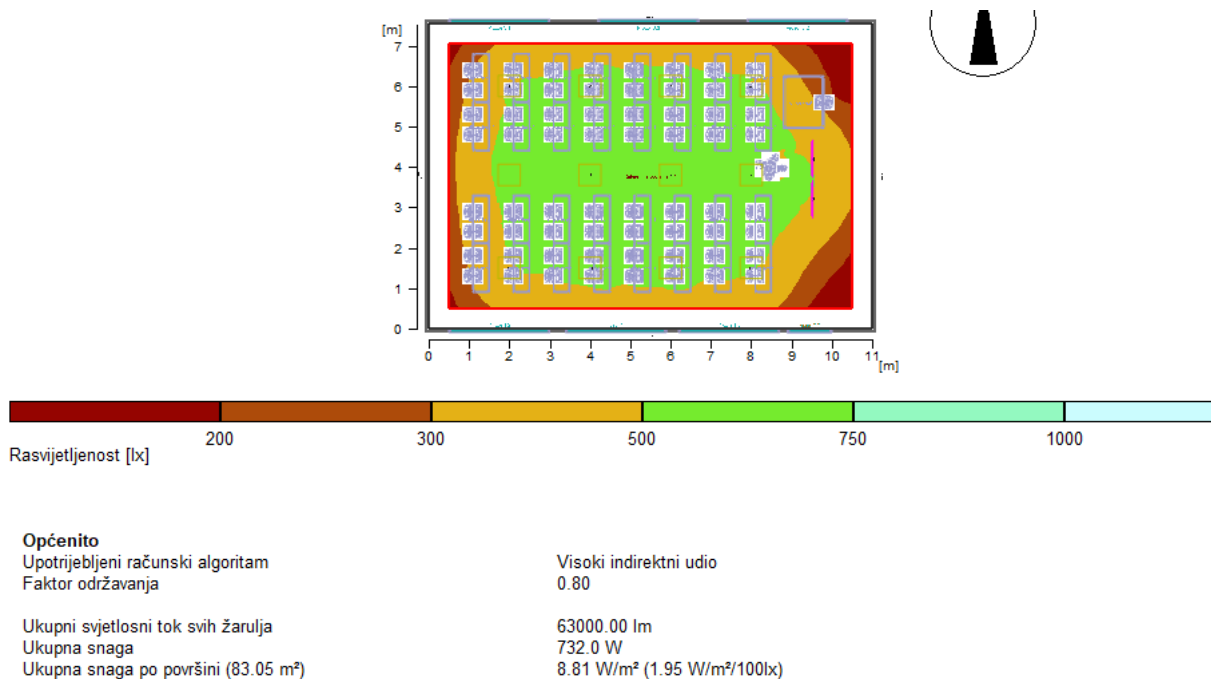 [m]
7
6
5
4
3
2
1
0
0 1 2 3 4 5 6 7 8 9 10 11
[m]
200 300 500 750 1000
Rasvijetljenost [lx]
Općenito
Upotrijebljeni računski algoritam Visoki indirektni udio
Faktor održavanja 0.80
Ukupni svjetlosni tok svih žarulja 63000.00 lm
Ukupna snaga 732.0 W
Ukupna snaga po površini (83.05 m²) 8.81 W/m² (1.95 W/m²/100lx)